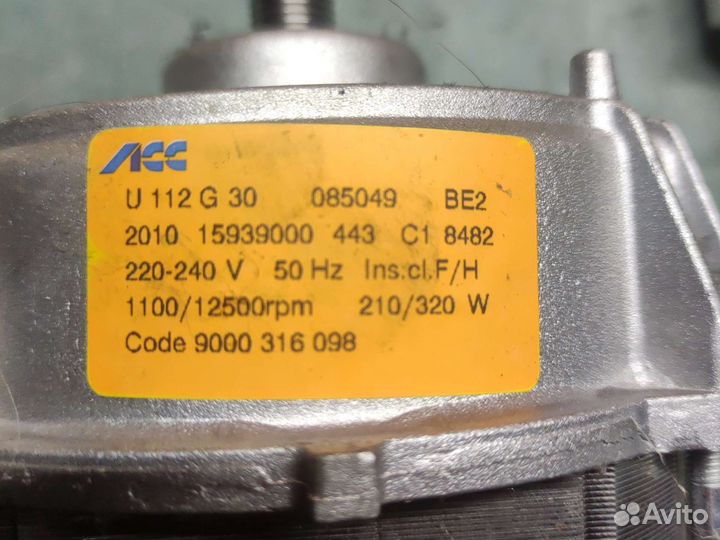 ACC
U 112 G 30 085049 BE2
2010 15939000 443 C1 8482
220-240 V 50 Hz Ins.cl.F/H
1100/12500rpm 210/320 W
Code 9000 316 098
Avito